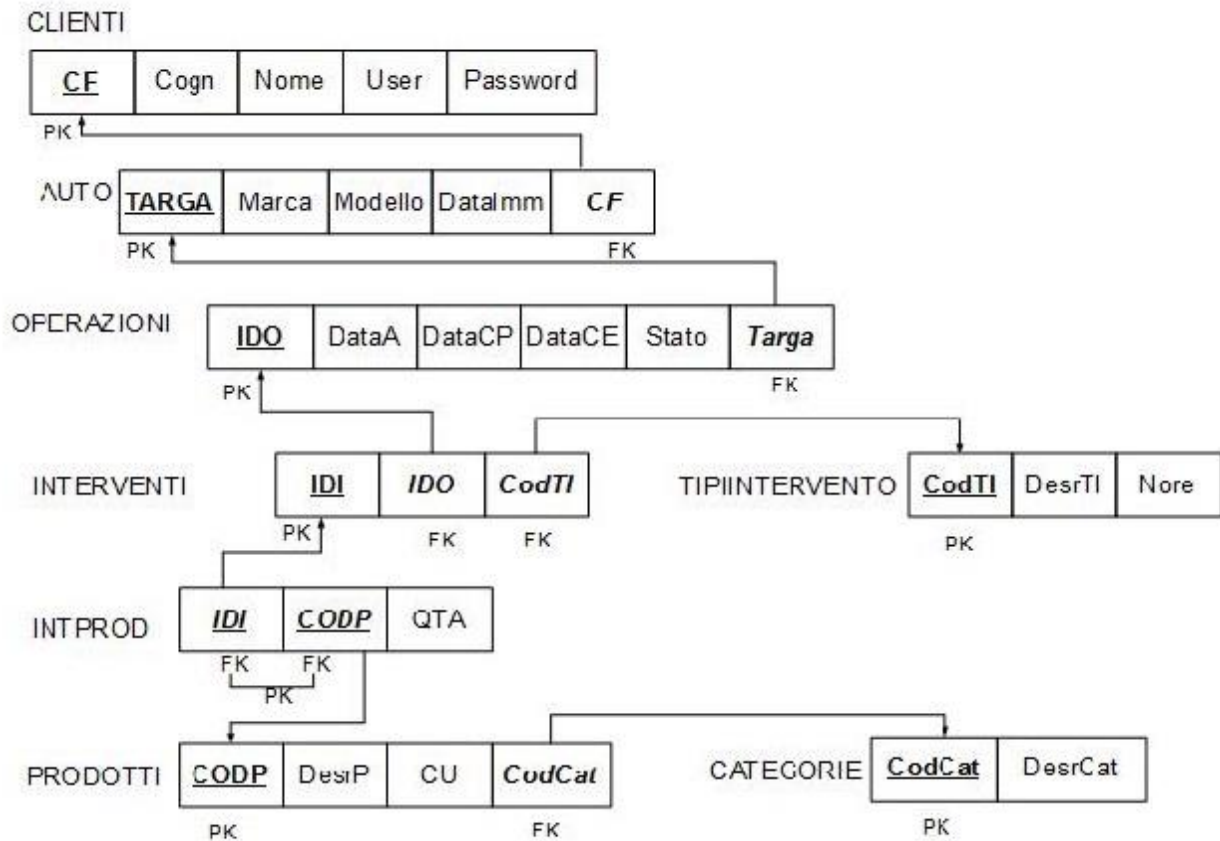 CLIENTI
CF Cogn Nome User Password
PK
AUTO TARGA Marca Modello DataImm CF
PK FK
OPERAZIONI IDO DataA DataCP DataCE Stato Targa
PK FK
INTERVENTI IDI IDO CodTI TIPIINTERVENTO CodTI DesrTI Nore
PK FK FK PK
INTPROD IDI CODP QTA
FK FK
PK
PRODOTTI CODP DesrP CU CodCat CATEGORIE CodCat DesrCat
PK FK PK